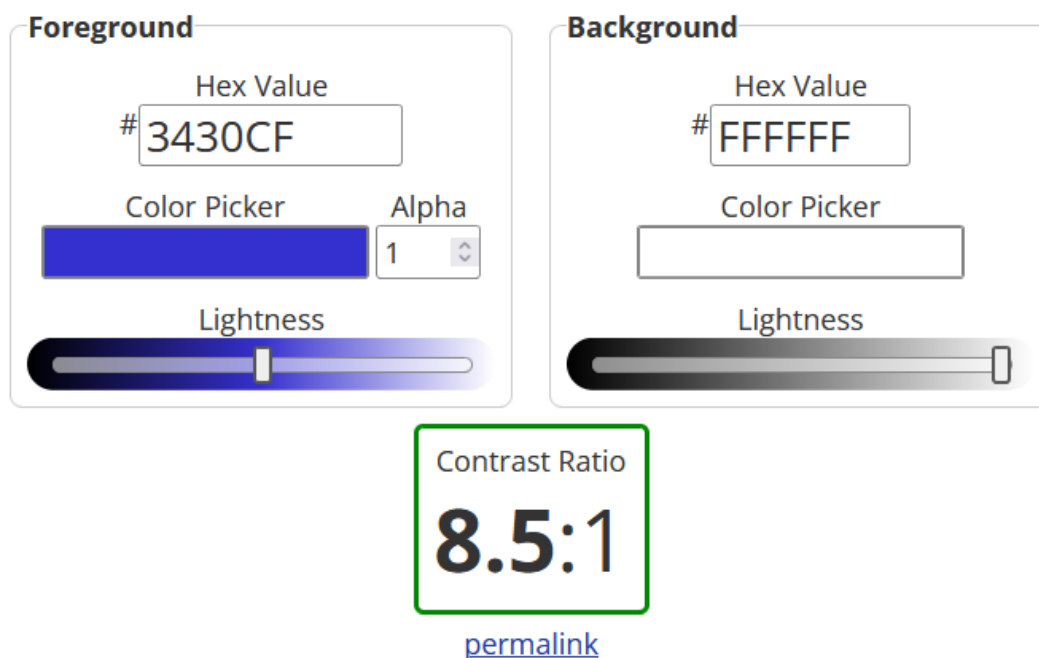 Foreground
Hex Value
# 3430CF
Color Picker
Alpha
1
Lightness
Background
Hex Value
# FFFFFF
Color Picker
Lightness
Contrast Ratio
8.5:1
permalink